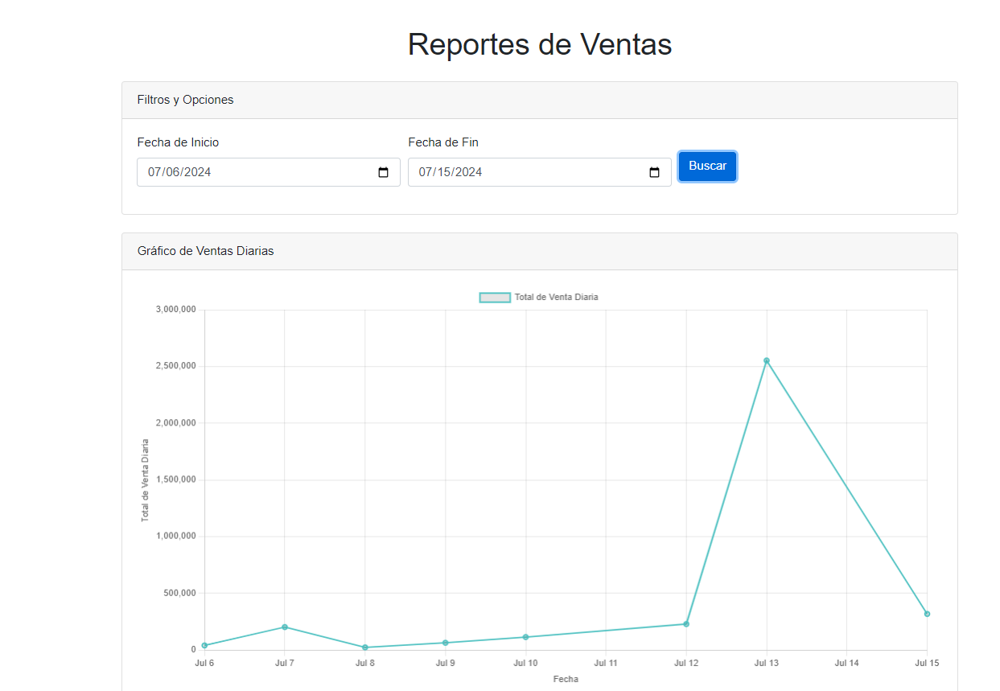 Reportes de Ventas
Filtros y Opciones
Fecha de Inicio
Fecha de Fin
07/06/2024
07/15/2024
Buscar
Gráfico de Ventas Diarias
Total de Venta Diaria
3,000,000
2,500,000
2,000,000
1,500,000
1,000,000
500,000
0
Total de Venta Diaria
Jul 6 Jul 7 Jul 8 Jul 9 Jul 10 Jul 11 Jul 12 Jul 13 Jul 14 Jul 15
Fecha